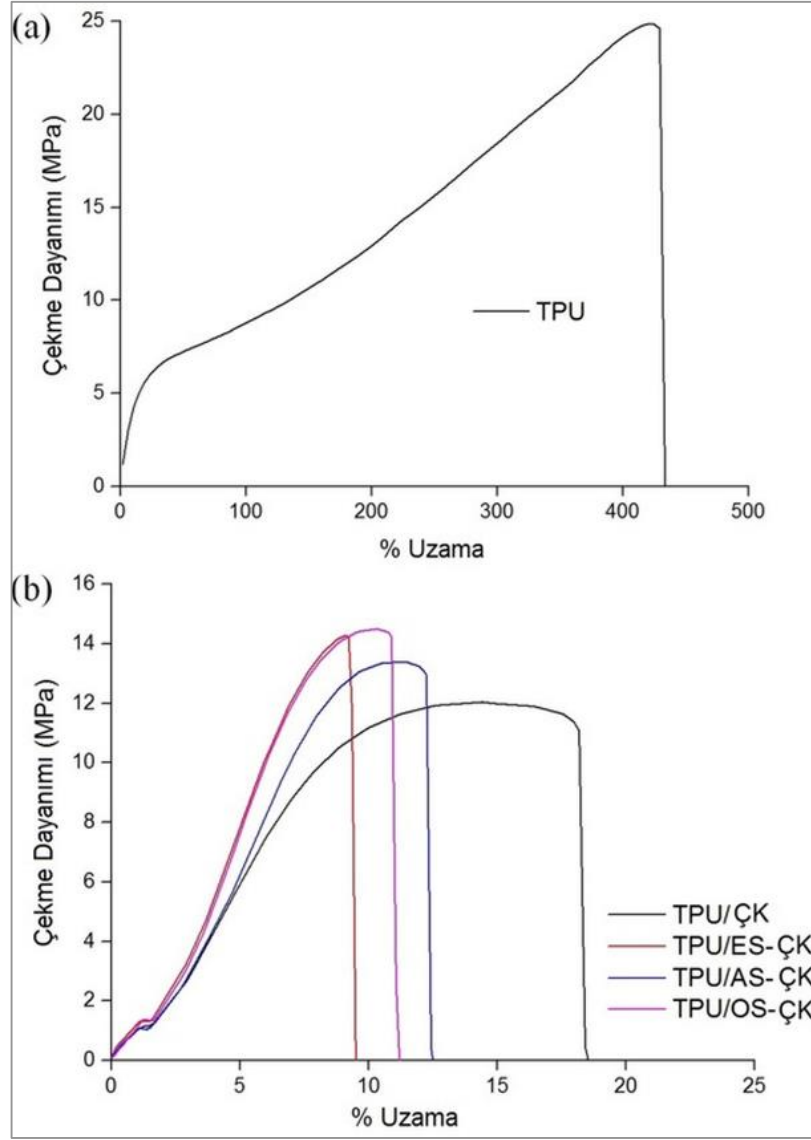 (a)
25
20
15
10
5
0
Çekme Dayanımı (MPa)
TPU
0 100 200 300 400 500
% Uzama
(b)
16
14
12
10
8
6
4
2
0
Çekme Dayanımı (MPa)
TPU/ÇK
TPU/ES-ÇK
TPU/AS-ÇK
TPU/OS-ÇK
0 5 10 15 20 25
% Uzama